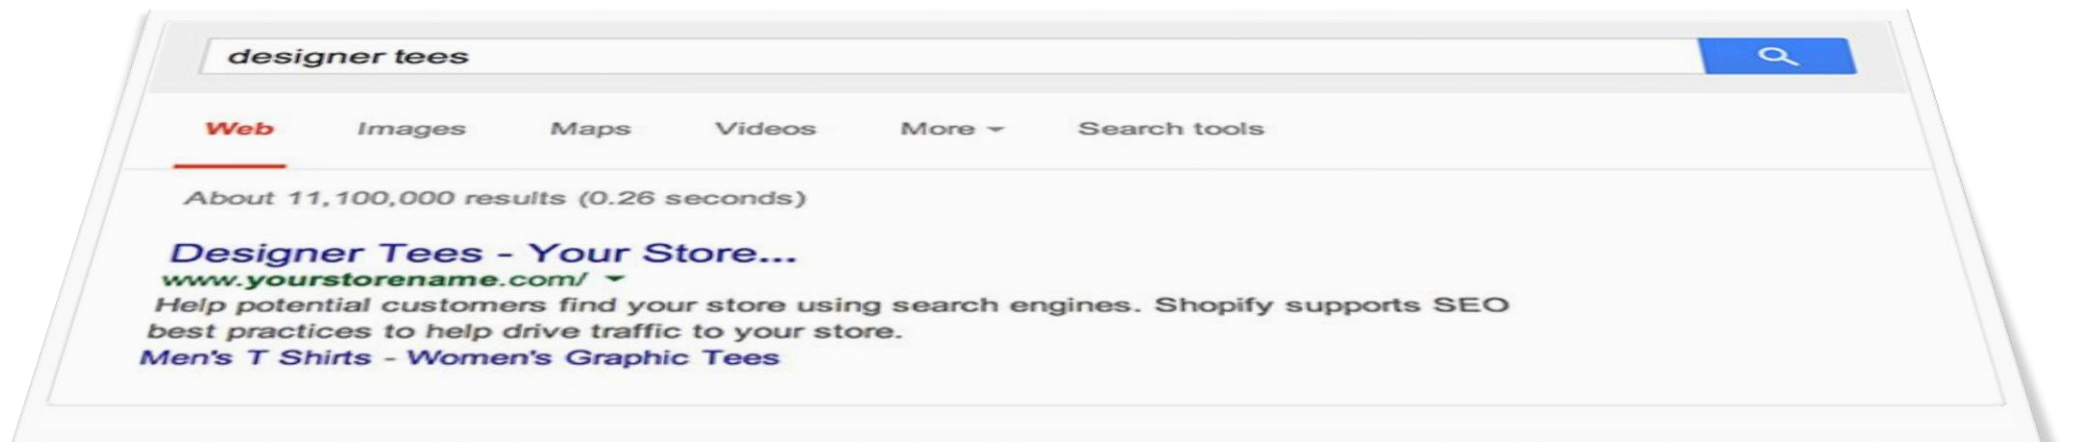 designer tees
Web Images Maps Videos More Search tools
About 11,100,000 results (0.26 seconds)
Designer Tees - Your Store...
www.yourstorename.com/
Help potential customers find your store using search engines. Shopify supports SEO
best practices to help drive traffic to your store.
Men's T Shirts - Women's Graphic Tees